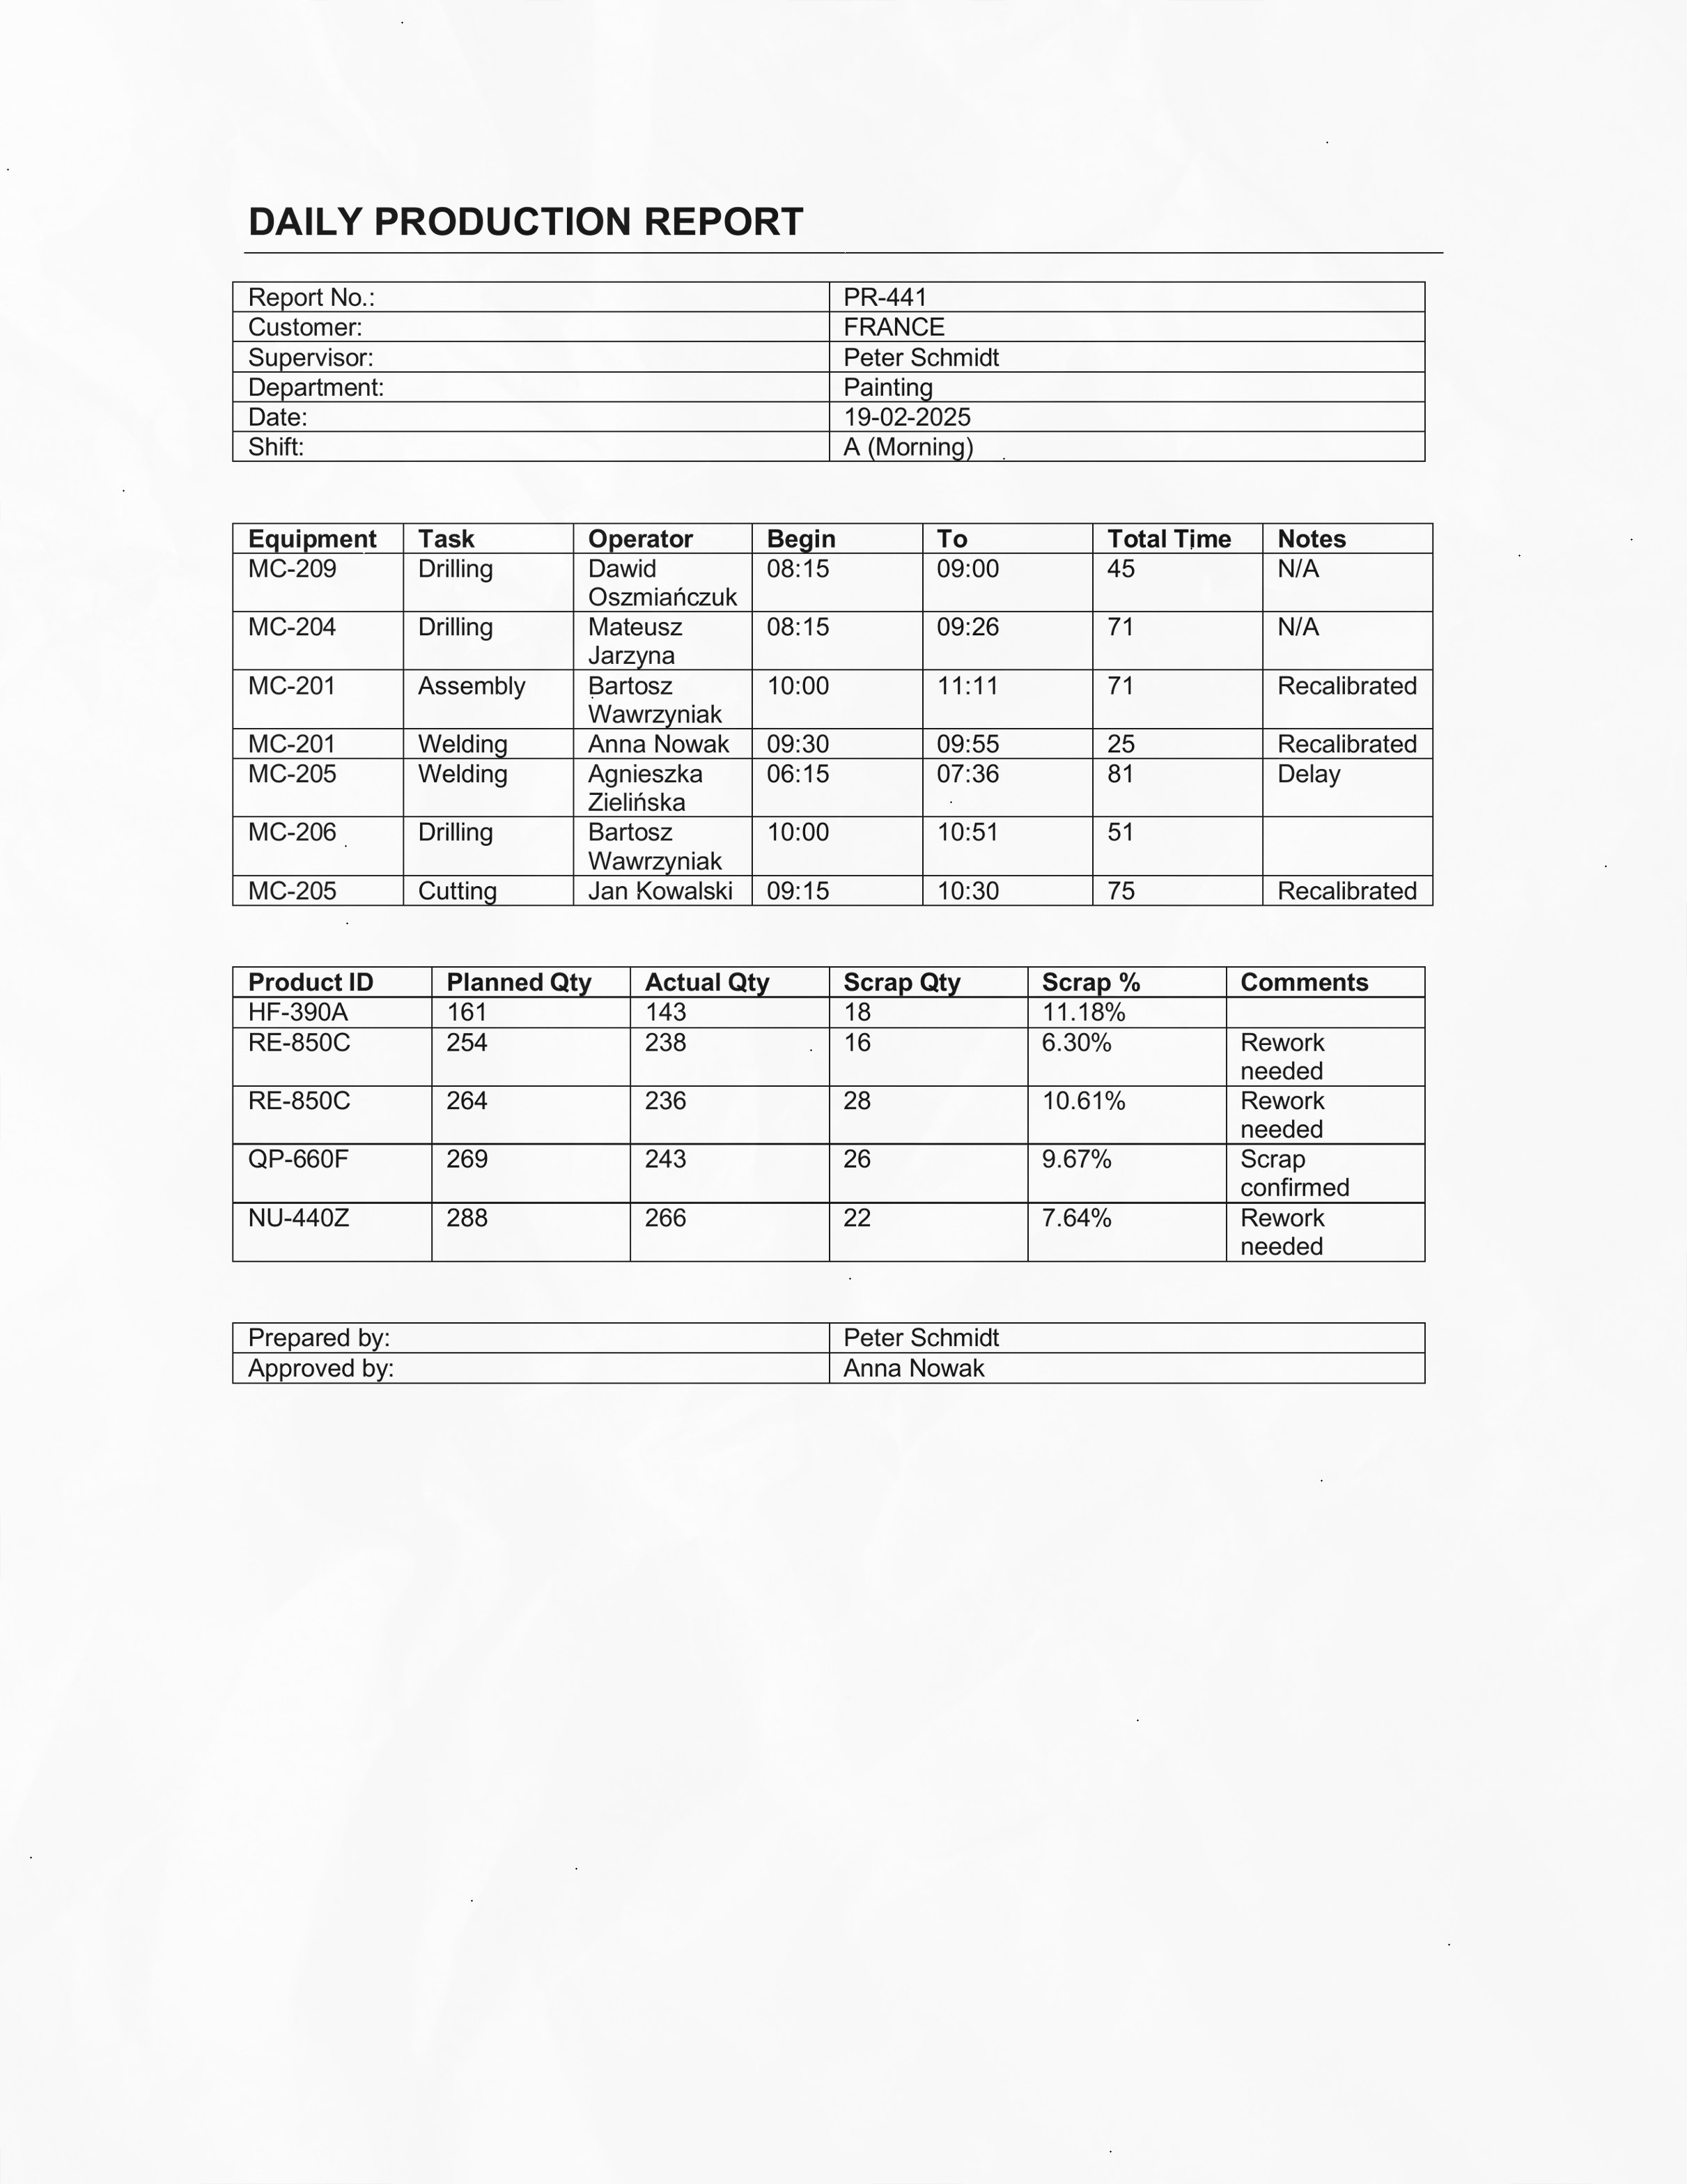 DAILY PRODUCTION REPORT
Report No.: PR-441
Customer: FRANCE
Supervisor: Peter Schmidt
Department: Painting
Date: 19-02-2025
Shift: A (Morning)
Equipment Task Operator Begin To Total Time Notes
MC-209 Drilling Dawid 08:15 09:00 45 N/A
Oszmiańczuk
MC-204 Drilling Mateusz 08:15 09:26 71 N/A
Jarzyna
MC-201 Assembly Bartosz 10:00 11:11 71 Recalibrated
Wawrzyniak
MC-201 Welding Anna Nowak 09:30 09:55 25 Recalibrated
MC-205 Welding Agnieszka 06:15 07:36 81 Delay
Zielińska
MC-206 Drilling Bartosz 10:00 10:51 51
Wawrzyniak
MC-205 Cutting Jan Kowalski 09:15 10:30 75 Recalibrated
Product ID Planned Qty Actual Qty Scrap Qty Scrap % Comments
HF-390A 161 143 18 11.18%
RE-850C 254 238 16 6.30% Rework
needed
RE-850C 264 236 28 10.61% Rework
needed
QP-660F 269 243 26 9.67% Scrap
confirmed
NU-440Z 288 266 22 7.64% Rework
needed
Prepared by: Peter Schmidt
Approved by: Anna Nowak